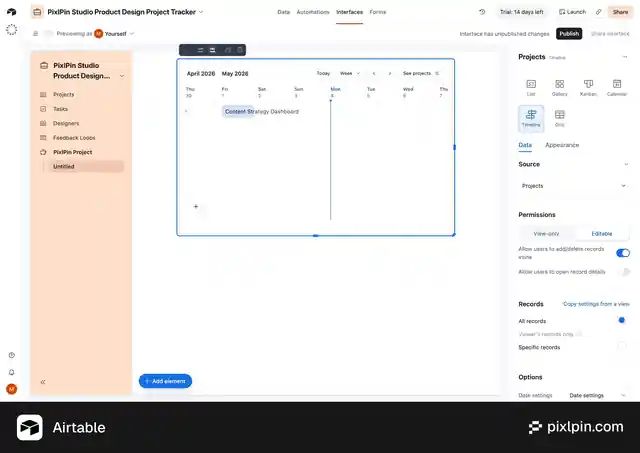 PixlPin Studio Product Design Project Tracker
Data
Automations
Interfaces
Forms
Trial: 14 days left
Launch
Share
Previewing as
M
Yourself
Interface has unpublished changes
Publish
Share interface
PixlPin Studio
Product Design...
Projects
Tasks
Designers
Feedback Loops
PixlPin Project
Untitled
April 2026
May 2026
Today
Week
See projects
Thu
Fri
Sat
Sun
Mon
Tue
Wed
Thu
30
1
2
3
4
5
6
7
Content Strategy Dashboard
+ Add element
Projects
Timeline
List
Gallery
Kanban
Calendar
Timeline
Grid
Data
Appearance
Source
Projects
Permissions
View-only
Editable
Allow users to add/delete records
inline
Allow users to open record details
Records
Copy settings from a view
All records
Viewer's records only
Specific records
Options
Date settings
Date settings
M
Airtable
pixlpin.com